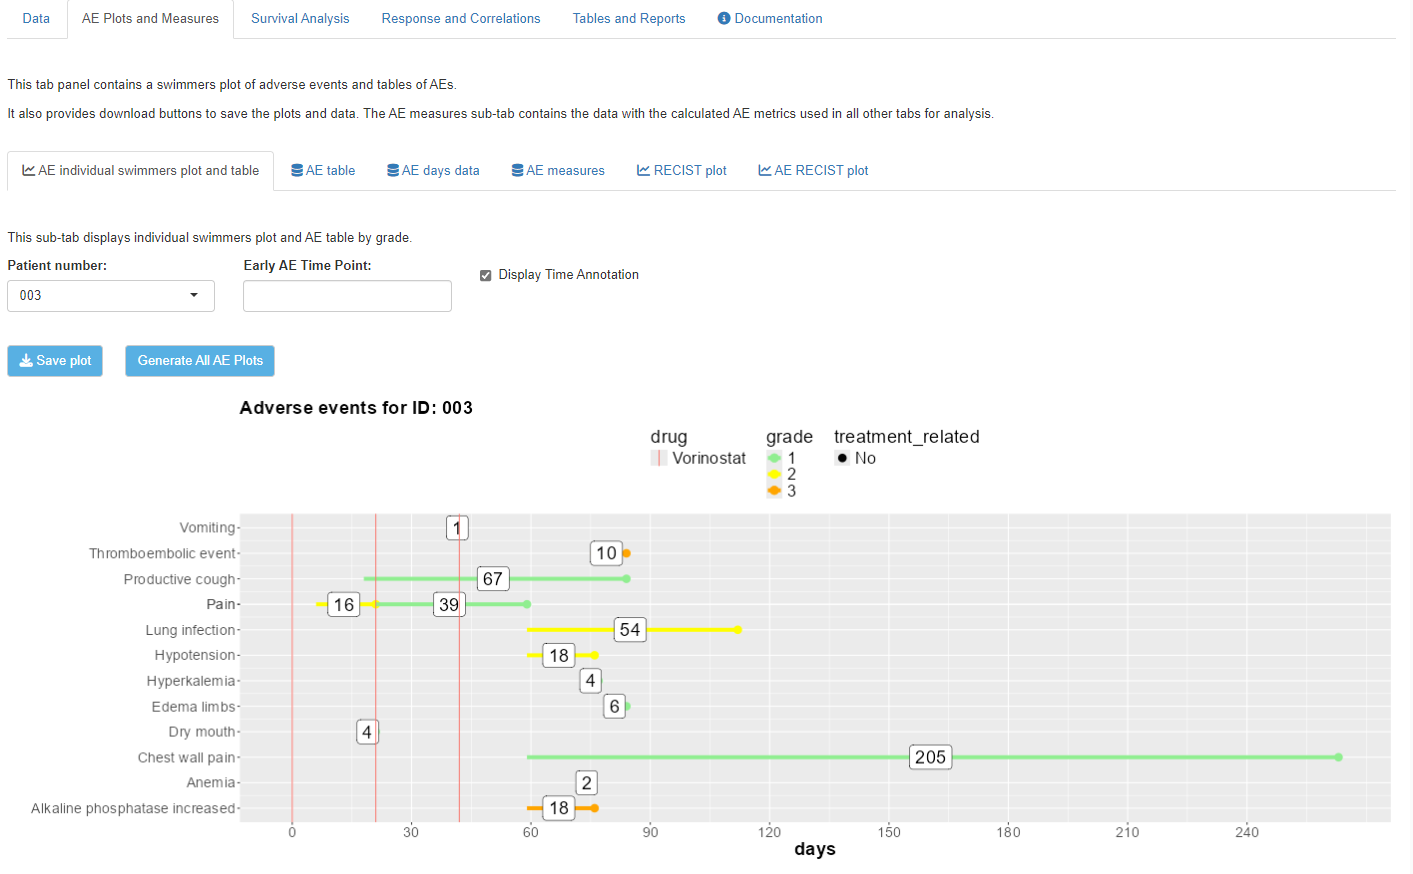 Data AE Plots and Measures Survival Analysis Response and Correlations Tables and Reports Documentation
This tab panel contains a swimmers plot of adverse events and tables of AEs.
It also provides download buttons to save the plots and data. The AE measures sub-tab contains the data with the calculated AE metrics used in all other tabs for analysis.
AE individual swimmers plot and table AE table AE days data AE measures RECIST plot AE RECIST plot
This sub-tab displays individual swimmers plot and AE table by grade.
Patient number: Early AE Time Point: Display Time Annotation
003
Save plot Generate All AE Plots
Adverse events for ID: 003
drug grade treatment_related
Vorinostat 1 No
2
3
Vomiting 1
Thromboembolic event 10
Productive cough 67
Pain 16 39
Lung infection 54
Hypotension 18
Hyperkalemia 4
Edema limbs 6
Dry mouth 4
Chest wall pain 205
Anemia 2
Alkaline phosphatase increased 18
0 30 60 90 120 150 180 210 240
days